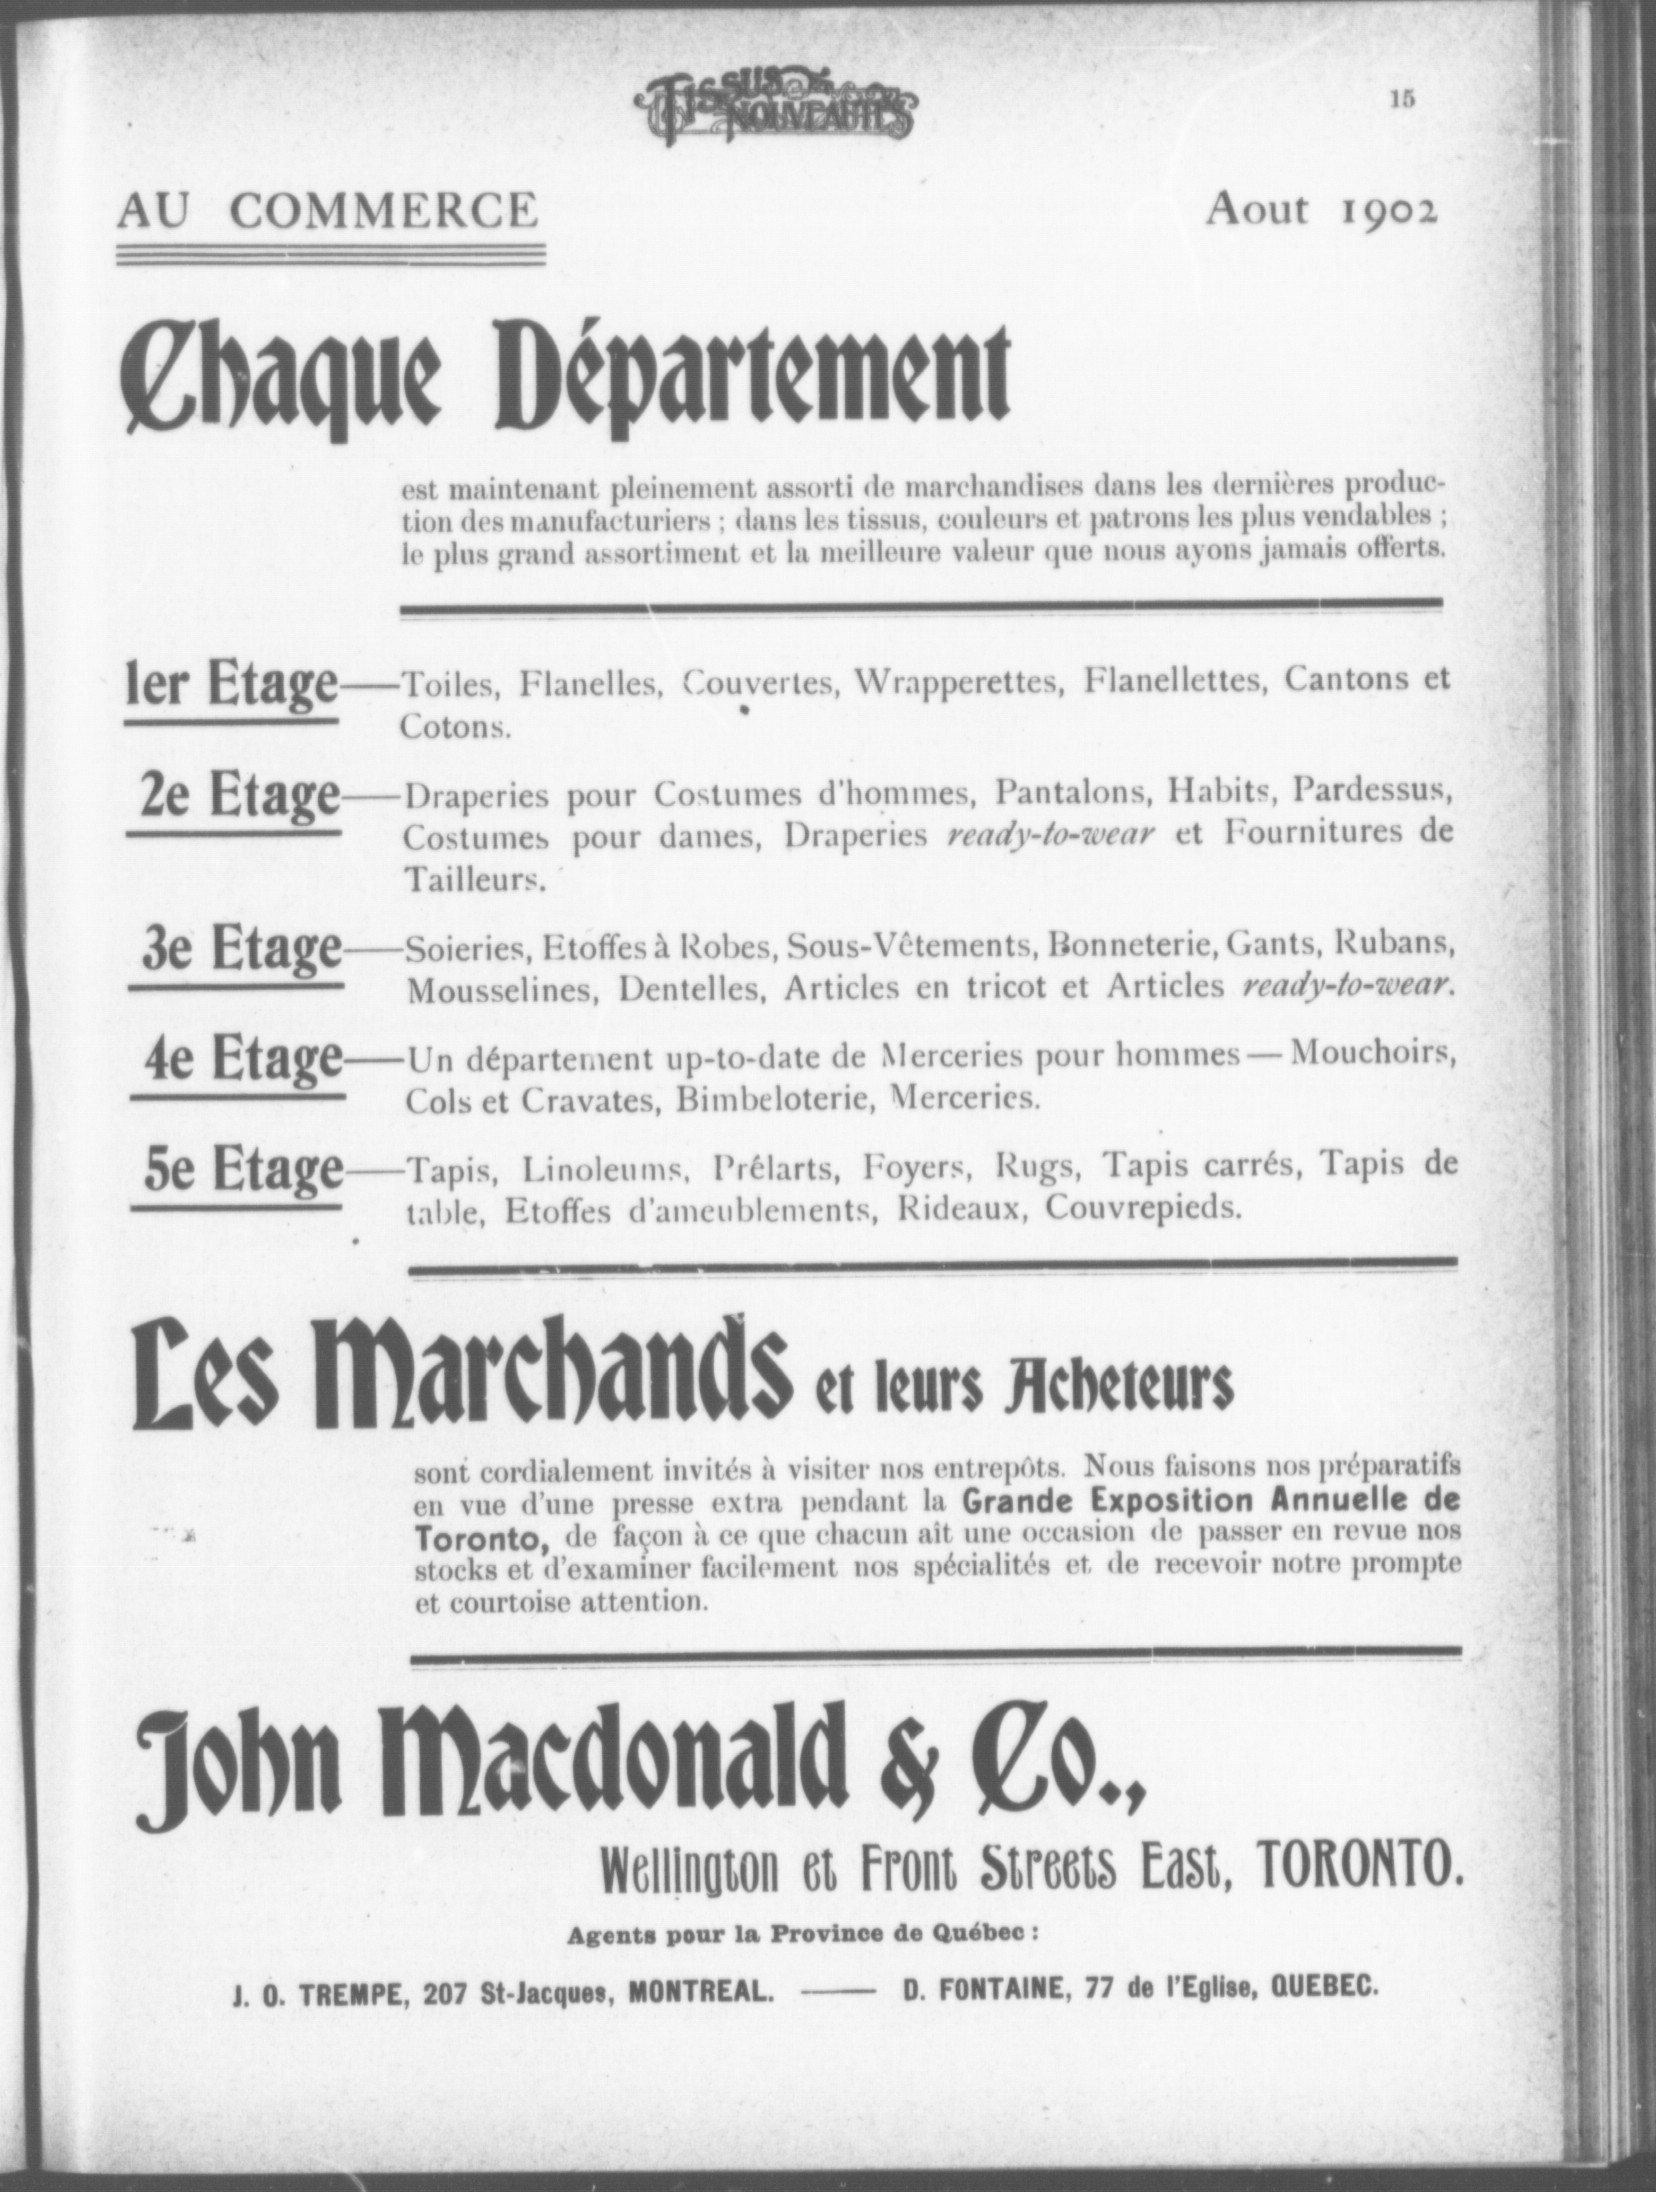 TISSUS ET NOUVEAUTÉS
15
AU COMMERCE
Aout 1902
Chaque Département
est maintenant pleinement assorti de marchandises dans les dernières produc-
tion des manufacturiers ; dans les tissus, couleurs et patrons les plus vendables ;
le plus grand assortiment et la meilleure valeur que nous ayons jamais offerts.
1er Etage—Toiles, Flanelles, Couvertes, Wrapperettes, Flanellettes, Cantons et
Cotons.
2e Etage—Draperies pour Costumes d'hommes, Pantalons, Habits, Pardessus,
Costumes pour dames, Draperies ready-to-wear et Fournitures de
Tailleurs.
3e Etage—Soieries, Etoffes à Robes, Sous-Vêtements, Bonneterie, Gants, Rubans,
Mousselines, Dentelles, Articles en tricot et Articles ready-to-wear.
4e Etage—Un département up-to-date de Merceries pour hommes — Mouchoirs,
Cols et Cravates, Bimbeloterie, Merceries.
5e Etage—Tapis, Linoleums, Prélarts, Foyers, Rugs, Tapis carrés, Tapis de
table, Etoffes d'ameublements, Rideaux, Couvrepieds.
Les Marchands et leurs Acheteurs
sont cordialement invités à visiter nos entrepôts. Nous faisons nos préparatifs
en vue d'une presse extra pendant la Grande Exposition Annuelle de
Toronto, de façon à ce que chacun aît une occasion de passer en revue nos
stocks et d'examiner facilement nos spécialités et de recevoir notre prompte
et courtoise attention.
John Macdonald & Co.,
Wellington et Front Streets East, TORONTO.
Agents pour la Province de Québec :
J. O. TREMPE, 207 St-Jacques, MONTREAL. —— D. FONTAINE, 77 de l'Eglise, QUEBEC.